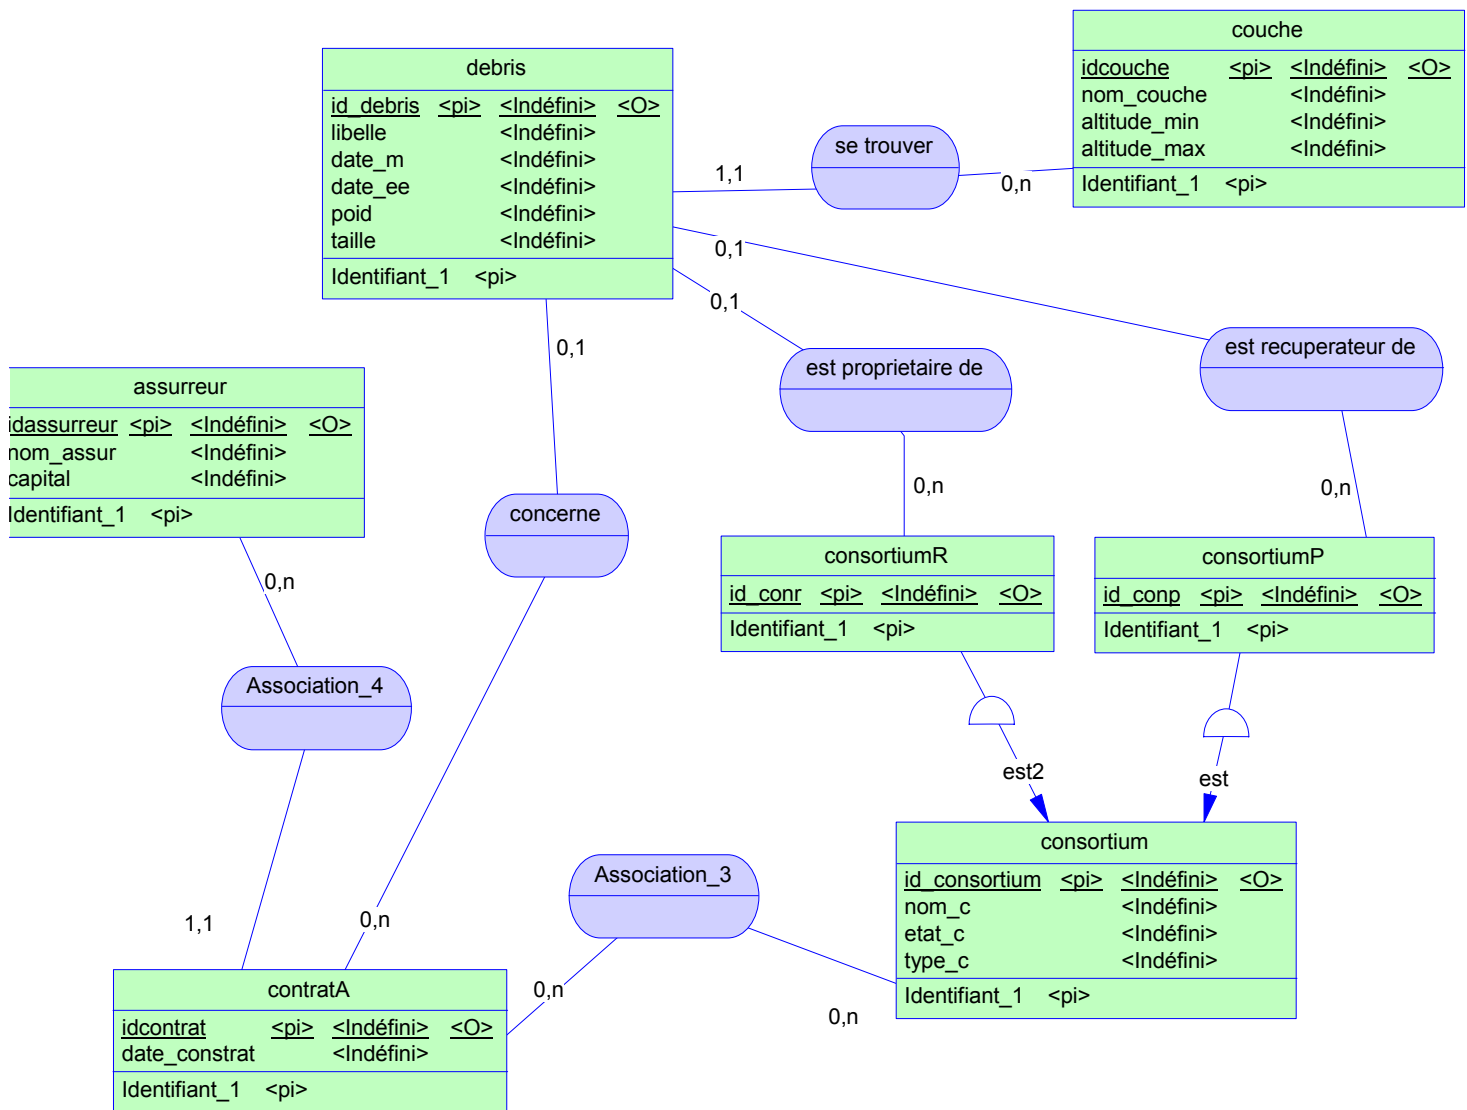 couche
idcouche <pi> <Indéfini> <O>
nom_couche <Indéfini>
altitude_min <Indéfini>
altitude_max <Indéfini>
Identifiant_1 <pi>
debris
id_debris <pi> <Indéfini> <O>
libelle <Indéfini>
date_m <Indéfini>
date_ee <Indéfini>
poid <Indéfini>
taille <Indéfini>
Identifiant_1 <pi>
se trouver
1,1
0,n
0,1
0,1
0,1
est proprietaire de
est recuperateur de
assurreur
idassurreur <pi> <Indéfini> <O>
nom_assur <Indéfini>
capital <Indéfini>
Identifiant_1 <pi>
concerne
0,n
0,n
0,n
consortiumR
id_conr <pi> <Indéfini> <O>
Identifiant_1 <pi>
consortiumP
id_conp <pi> <Indéfini> <O>
Identifiant_1 <pi>
Association_4
est2
est
consortium
id_consortium <pi> <Indéfini> <O>
nom_c <Indéfini>
etat_c <Indéfini>
type_c <Indéfini>
Identifiant_1 <pi>
Association_3
1,1
0,n
0,n
0,n
contratA
idcontrat <pi> <Indéfini> <O>
date_constrat <Indéfini>
Identifiant_1 <pi>